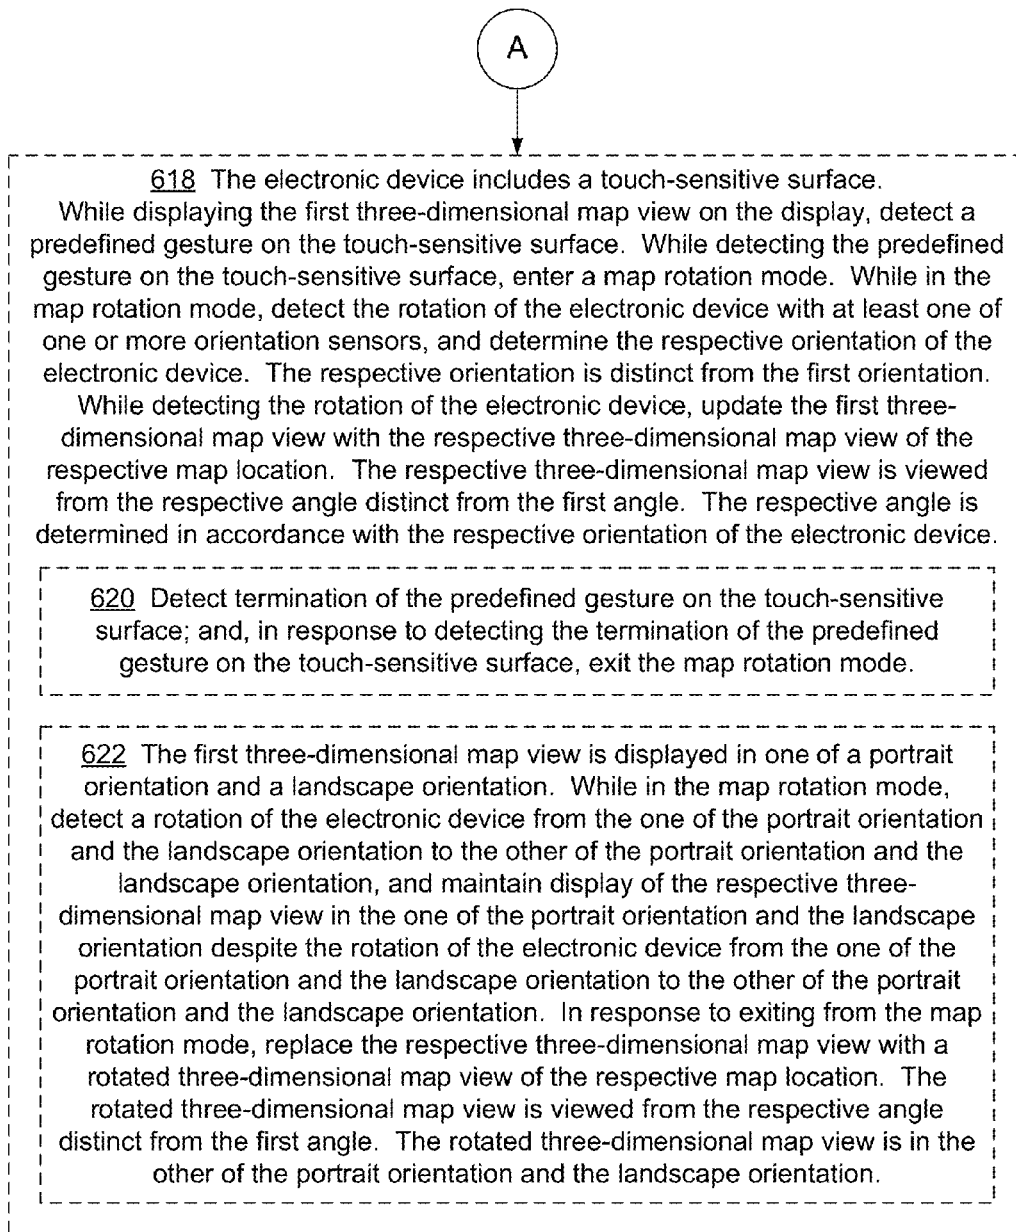 A
618 The electronic device includes a touch-sensitive surface.
While displaying the first three-dimensional map view on the display, detect a
predefined gesture on the touch-sensitive surface. While detecting the predefined
gesture on the touch-sensitive surface, enter a map rotation mode. While in the
map rotation mode, detect the rotation of the electronic device with at least one of
one or more orientation sensors, and determine the respective orientation of the
electronic device. The respective orientation is distinct from the first orientation.
While detecting the rotation of the electronic device, update the first three-
dimensional map view with the respective three-dimensional map view of the
respective map location. The respective three-dimensional map view is viewed
from the respective angle distinct from the first angle. The respective angle is
determined in accordance with the respective orientation of the electronic device.
620 Detect termination of the predefined gesture on the touch-sensitive
surface; and, in response to detecting the termination of the predefined
gesture on the touch-sensitive surface, exit the map rotation mode.
622 The first three-dimensional map view is displayed in one of a portrait
orientation and a landscape orientation. While in the map rotation mode,
detect a rotation of the electronic device from the one of the portrait orientation
and the landscape orientation to the other of the portrait orientation and the
landscape orientation, and maintain display of the respective three-
dimensional map view in the one of the portrait orientation and the landscape
orientation despite the rotation of the electronic device from the one of the
portrait orientation and the landscape orientation to the other of the portrait
orientation and the landscape orientation. In response to exiting from the map
rotation mode, replace the respective three-dimensional map view with a
rotated three-dimensional map view of the respective map location. The
rotated three-dimensional map view is viewed from the respective angle
distinct from the first angle. The rotated three-dimensional map view is in the
other of the portrait orientation and the landscape orientation.